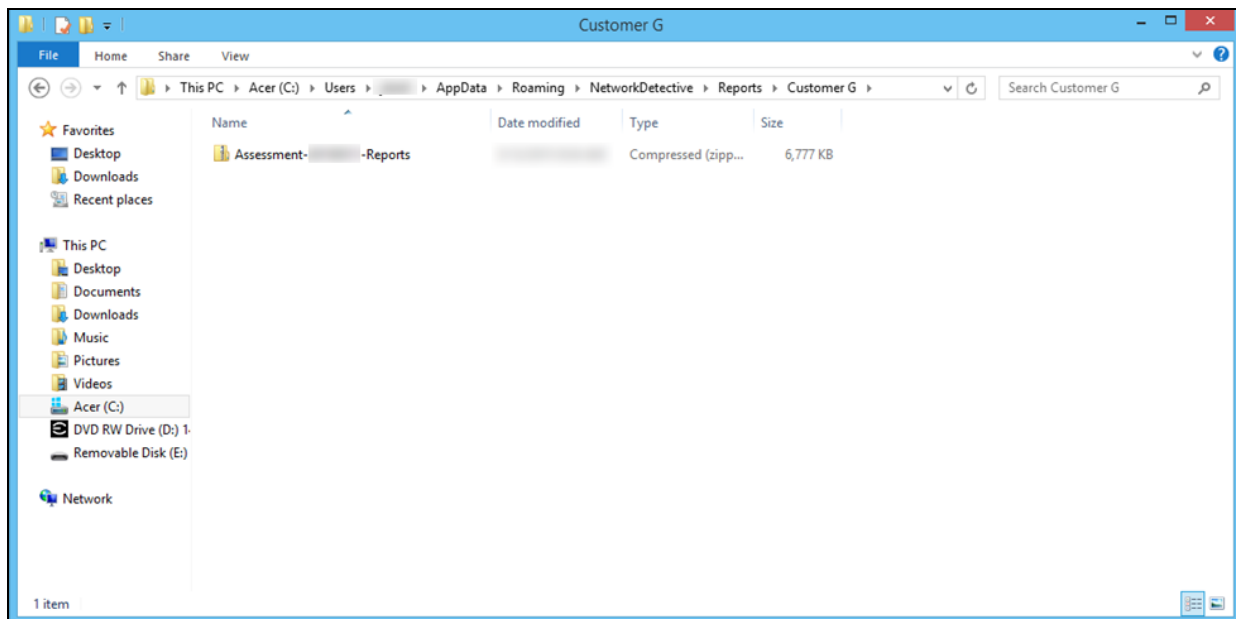 Customer G
File Home Share View
This PC Acer (C:) Users AppData Roaming NetworkDetective Reports Customer G Search Customer G
Name Date modified Type Size
Assessment- -Reports Compressed (zipp... 6,777 KB
Favorites
Desktop
Downloads
Recent places
This PC
Desktop
Documents
Downloads
Music
Pictures
Videos
Acer (C:)
DVD RW Drive (D:) 1-
Removable Disk (E:)
Network
1 item